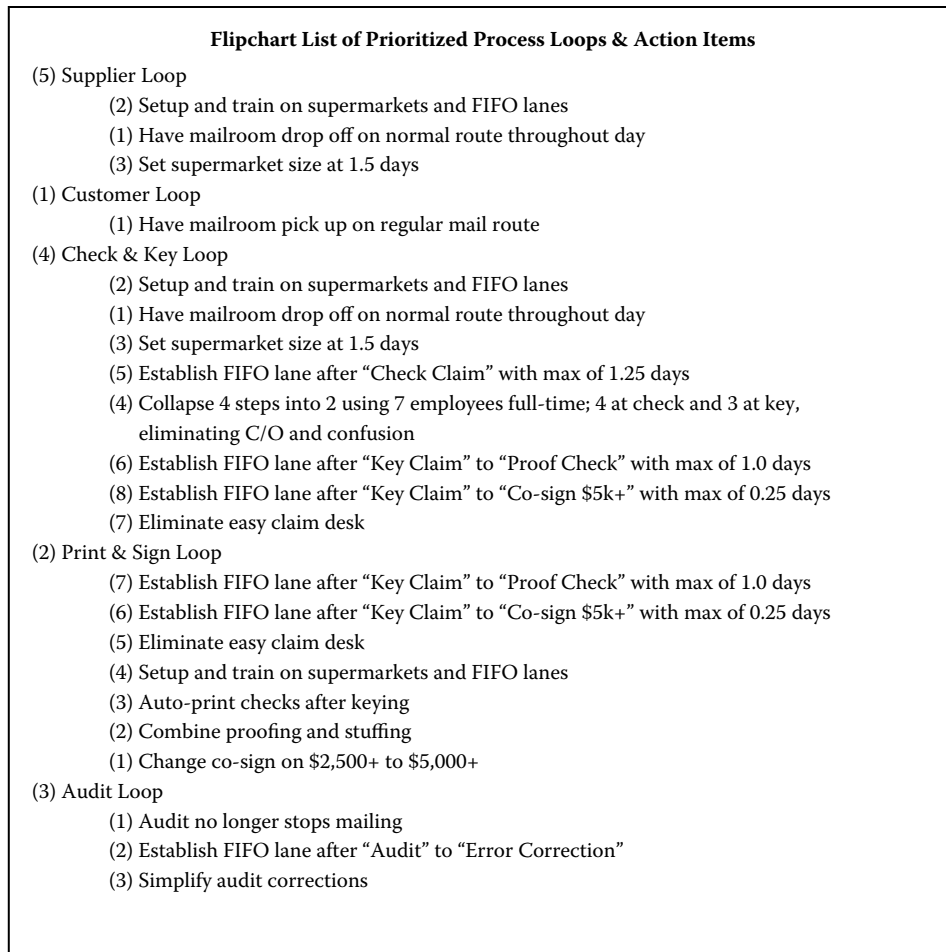 Flipchart List of Prioritized Process Loops & Action Items
(5) Supplier Loop
(2) Setup and train on supermarkets and FIFO lanes
(1) Have mailroom drop off on normal route throughout day
(3) Set supermarket size at 1.5 days
(1) Customer Loop
(1) Have mailroom pick up on regular mail route
(4) Check & Key Loop
(2) Setup and train on supermarkets and FIFO lanes
(1) Have mailroom drop off on normal route throughout day
(3) Set supermarket size at 1.5 days
(5) Establish FIFO lane after “Check Claim” with max of 1.25 days
(4) Collapse 4 steps into 2 using 7 employees full-time; 4 at check and 3 at key,
eliminating C/O and confusion
(6) Establish FIFO lane after “Key Claim” to “Proof Check” with max of 1.0 days
(8) Establish FIFO lane after “Key Claim” to “Co-sign $5k+” with max of 0.25 days
(7) Eliminate easy claim desk
(2) Print & Sign Loop
(7) Establish FIFO lane after “Key Claim” to “Proof Check” with max of 1.0 days
(6) Establish FIFO lane after “Key Claim” to “Co-sign $5k+” with max of 0.25 days
(5) Eliminate easy claim desk
(4) Setup and train on supermarkets and FIFO lanes
(3) Auto-print checks after keying
(2) Combine proofing and stuffing
(1) Change co-sign on $2,500+ to $5,000+
(3) Audit Loop
(1) Audit no longer stops mailing
(2) Establish FIFO lane after “Audit” to “Error Correction”
(3) Simplify audit corrections